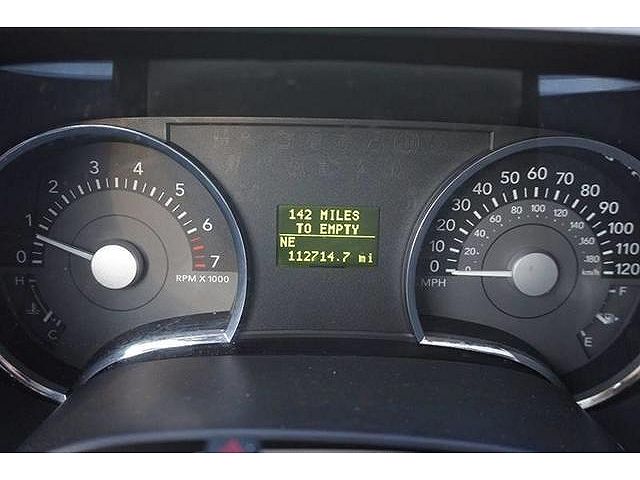 142 MILES
TO EMPTY
NE
112714.7 mi
0 1 2 3 4 5 6 7
RPM X 1000
H
C
0 10 20 30 40 50 60 70 80 90 100 110 120
MPH
20 40 60 80 100 120 140 160 180
km/h
F
E